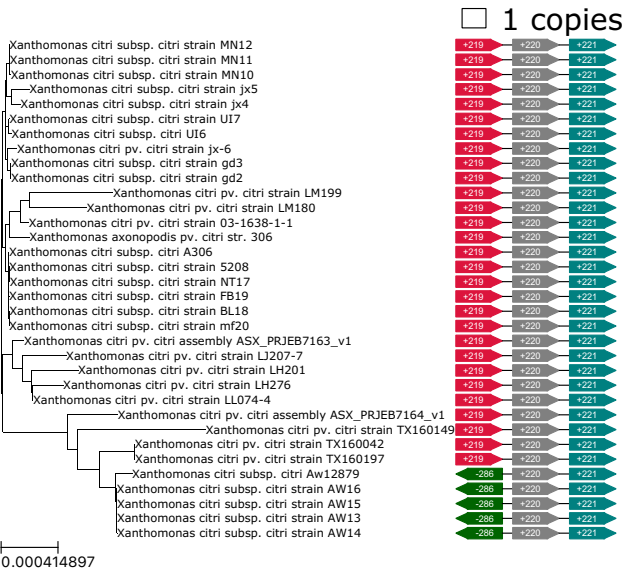 1 copies
Xanthomonas citri subsp. citri strain MN12 +219 +220 +221
Xanthomonas citri subsp. citri strain MN11 +219 +220 +221
Xanthomonas citri subsp. citri strain MN10 +219 +220 +221
Xanthomonas citri subsp. citri strain jx5 +219 +220 +221
Xanthomonas citri subsp. citri strain jx4 +219 +220 +221
Xanthomonas citri subsp. citri strain UI7 +219 +220 +221
Xanthomonas citri subsp. citri UI6 +219 +220 +221
Xanthomonas citri pv. citri strain jx-6 +219 +220 +221
Xanthomonas citri subsp. citri strain gd3 +219 +220 +221
Xanthomonas citri subsp. citri strain gd2 +219 +220 +221
Xanthomonas citri pv. citri strain LM199 +219 +220 +221
Xanthomonas citri pv. citri strain LM180 +219 +220 +221
Xanthomonas citri pv. citri strain 03-1638-1-1 +219 +220 +221
Xanthomonas axonopodis pv. citri str. 306 +219 +220 +221
Xanthomonas citri subsp. citri A306 +219 +220 +221
Xanthomonas citri subsp. citri strain 5208 +219 +220 +221
Xanthomonas citri subsp. citri strain NT17 +219 +220 +221
Xanthomonas citri subsp. citri strain FB19 +219 +220 +221
Xanthomonas citri subsp. citri strain BL18 +219 +220 +221
Xanthomonas citri subsp. citri strain mf20 +219 +220 +221
Xanthomonas citri pv. citri assembly ASX_PRJEB7163_v1 +219 +220 +221
Xanthomonas citri pv. citri strain LJ207-7 +219 +220 +221
Xanthomonas citri pv. citri strain LH201 +219 +220 +221
Xanthomonas citri pv. citri strain LH276 +219 +220 +221
Xanthomonas citri pv. citri strain LL074-4 +219 +220 +221
Xanthomonas citri pv. citri assembly ASX_PRJEB7164_v1 +219 +220 +221
Xanthomonas citri pv. citri strain TX160149 +219 +220 +221
Xanthomonas citri pv. citri strain TX160042 +219 +220 +221
Xanthomonas citri pv. citri strain TX160197 +219 +220 +221
Xanthomonas citri subsp. citri Aw12879 -286 +220 +221
Xanthomonas citri subsp. citri strain AW16 -286 +220 +221
Xanthomonas citri subsp. citri strain AW15 -286 +220 +221
Xanthomonas citri subsp. citri strain AW13 -286 +220 +221
Xanthomonas citri subsp. citri strain AW14 -286 +220 +221
0.000414897